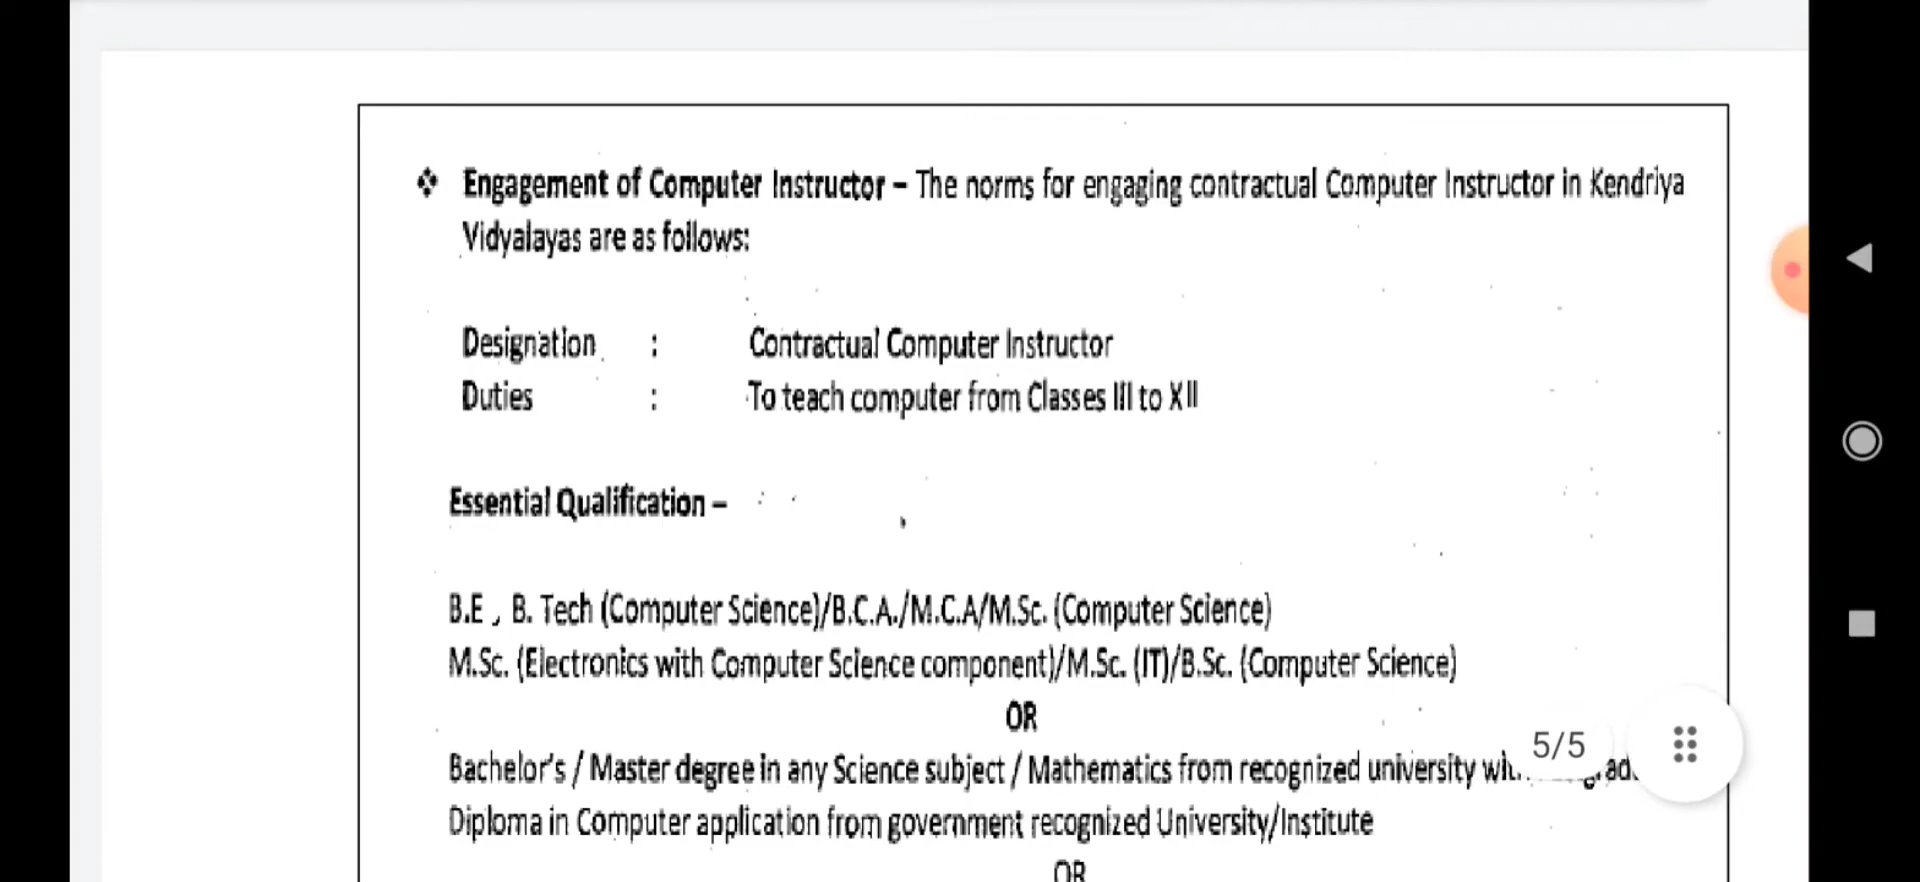 ❖ Engagement of Computer Instructor – The norms for engaging contractual Computer Instructor in Kendriya
Vidyalayas are as follows:
Designation : Contractual Computer Instructor
Duties : To teach computer from Classes III to XII
Essential Qualification –
B.E , B. Tech (Computer Science)/B.C.A./M.C.A/M.Sc. (Computer Science)
M.Sc. (Electronics with Computer Science component)/M.Sc. (IT)/B.Sc. (Computer Science)
OR
5/5
Bachelor's / Master degree in any Science subject / Mathematics from recognized university
Diploma in Computer application from government recognized University/Institute
OR